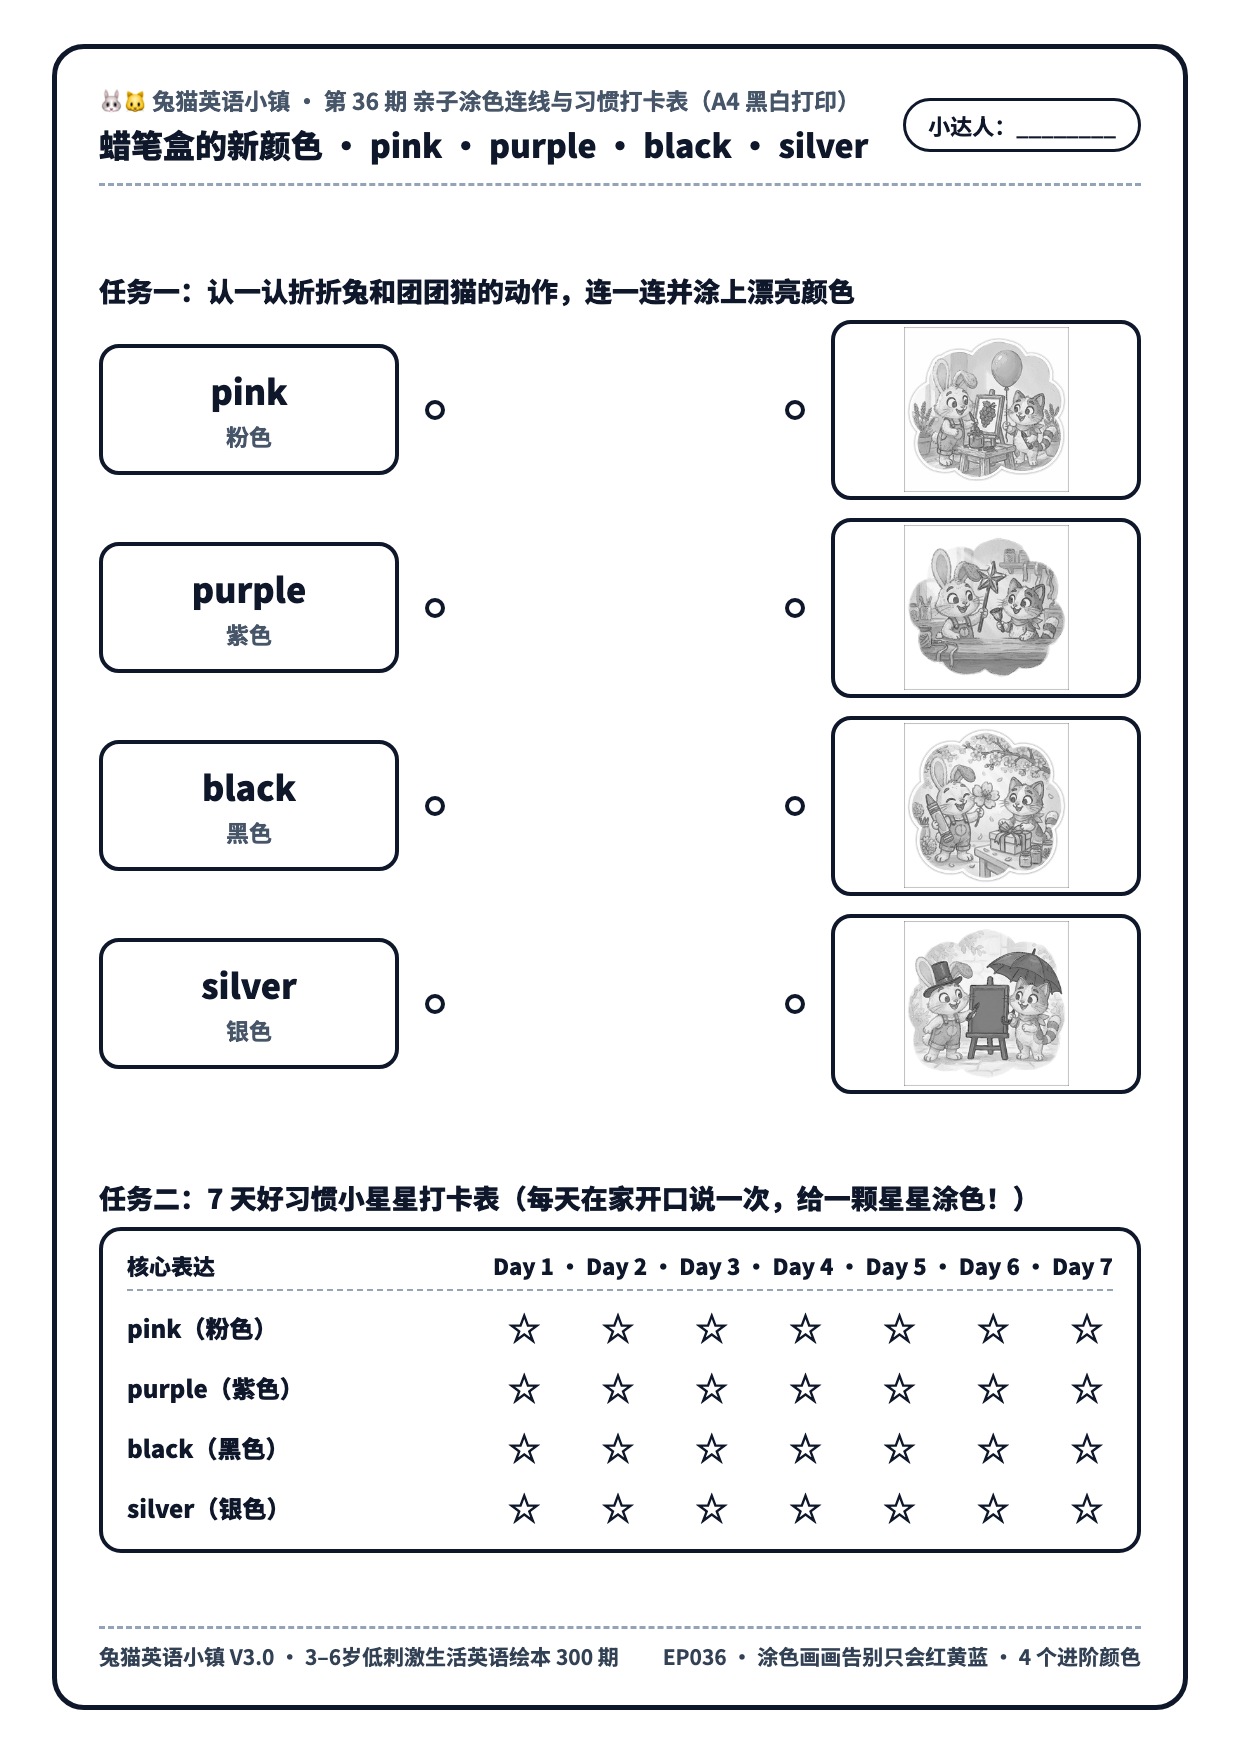 🐰🐱 兔猫英语小镇 · 第 36 期 亲子涂色连线与习惯打卡表（A4 黑白打印）
蜡笔盒的新颜色 · pink · purple · black · silver
小达人：________
任务一：认一认折折兔和团团猫的动作，连一连并涂上漂亮颜色
pink
粉色
purple
紫色
black
黑色
silver
银色
任务二：7 天好习惯小星星打卡表（每天在家开口说一次，给一颗星星涂色！）
核心表达 Day 1 · Day 2 · Day 3 · Day 4 · Day 5 · Day 6 · Day 7
pink（粉色） ☆ ☆ ☆ ☆ ☆ ☆ ☆
purple（紫色） ☆ ☆ ☆ ☆ ☆ ☆ ☆
black（黑色） ☆ ☆ ☆ ☆ ☆ ☆ ☆
silver（银色） ☆ ☆ ☆ ☆ ☆ ☆ ☆
兔猫英语小镇 V3.0 · 3–6岁低刺激生活英语绘本 300 期 EP036 · 涂色画画告别只会红黄蓝 · 4 个进阶颜色